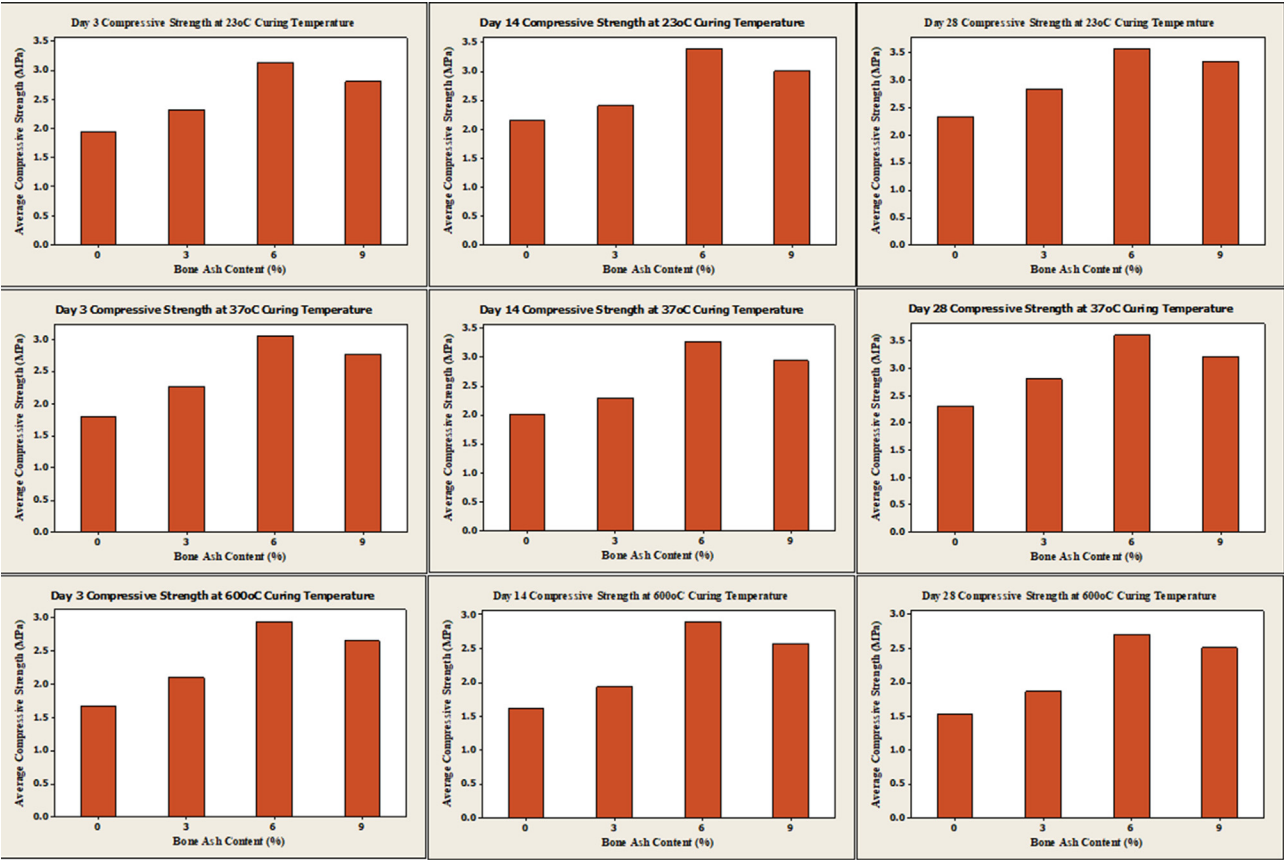 Day 3 Compressive Strength at 23oC Curing Temperature
Average Compressive Strength (MPa)
3.5
3.0
2.5
2.0
1.5
1.0
0.5
0.0
0 3 6 9
Bone Ash Content (%)
Day 14 Compressive Strength at 23oC Curing Temperature
Average Compressive Strength (MPa)
3.5
3.0
2.5
2.0
1.5
1.0
0.5
0.0
0 3 6 9
Bone Ash Content (%)
Day 28 Compressive Strength at 23oC Curing Temperature
Average Compressive Strength (MPa)
3.5
3.0
2.5
2.0
1.5
1.0
0.5
0.0
0 3 6 9
Bone Ash Content (%)
Day 3 Compressive Strength at 37oC Curing Temperature
Average Compressive Strength (MPa)
3.0
2.5
2.0
1.5
1.0
0.5
0.0
0 3 6 9
Bone Ash Content (%)
Day 14 Compressive Strength at 37oC Curing Temperature
Average Compressive Strength (MPa)
3.5
3.0
2.5
2.0
1.5
1.0
0.5
0.0
0 3 6 9
Bone Ash Content (%)
Day 28 Compressive Strength at 37oC Curing Temperature
Average Compressive Strength (MPa)
3.5
3.0
2.5
2.0
1.5
1.0
0.5
0.0
0 3 6 9
Bone Ash Content (%)
Day 3 Compressive Strength at 600oC Curing Temperature
Average Compressive Strength (MPa)
3.0
2.5
2.0
1.5
1.0
0.5
0.0
0 3 6 9
Bone Ash Content (%)
Day 14 Compressive Strength at 600oC Curing Temperature
Average Compressive Strength (MPa)
3.0
2.5
2.0
1.5
1.0
0.5
0.0
0 3 6 9
Bone Ash Content (%)
Day 28 Compressive Strength at 600oC Curing Temperature
Average Compressive Strength (MPa)
3.0
2.5
2.0
1.5
1.0
0.5
0.0
0 3 6 9
Bone Ash Content (%)